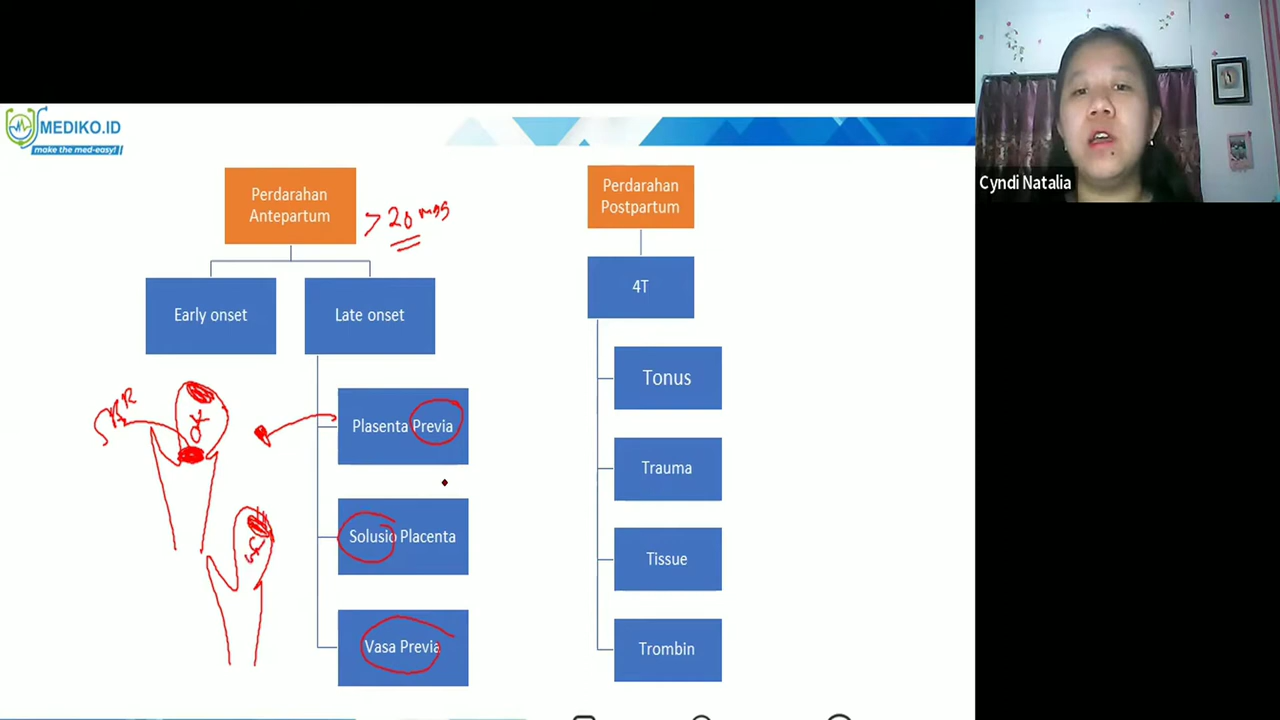 MEDIKO.ID
make the med-easy!
Cyndi Natalia
Perdarahan
Antepartum
> 20 mgg
Perdarahan
Postpartum
Early onset
Late onset
4T
SBR
Plasenta Previa
Solusio Placenta
Vasa Previa
Tonus
Trauma
Tissue
Trombin